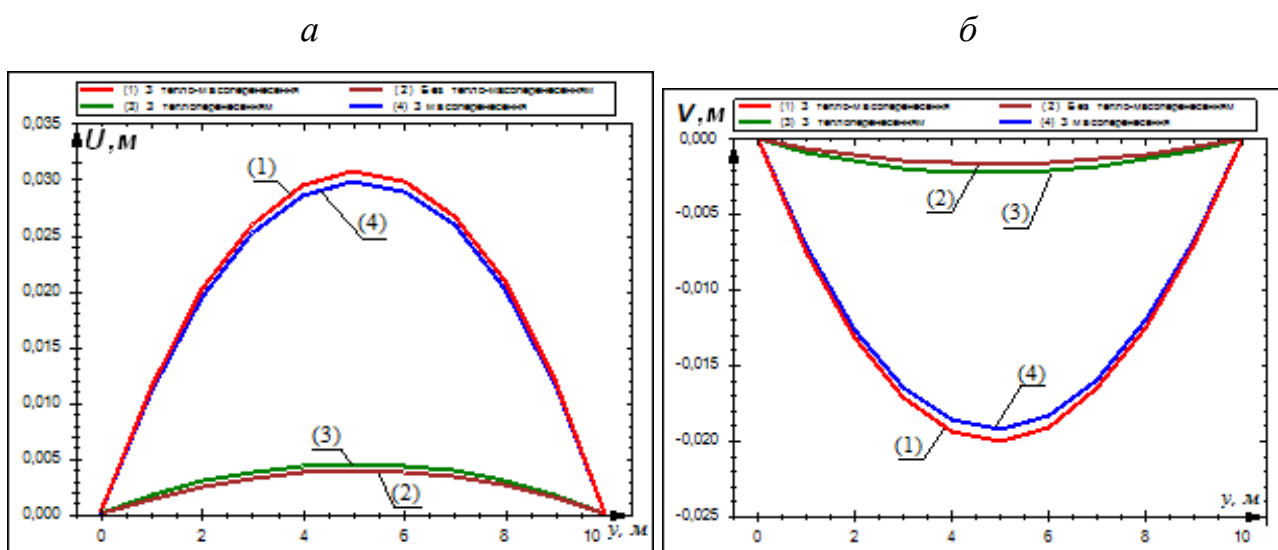 а
(1) З тепло-масоперенесення (2) Без тепло-масоперенесенням
(3) З теплоперенесенням (4) З масоперенесення
0,035
U,м
0,030
(1)
0,025
(4)
0,020
0,015
0,010
(3)
0,005
(2)
0,000
0 2 4 6 8 10 y, м
б
(1) З тепло-масоперенесення (2) Без тепло-масоперенесенням
(3) З теплоперенесенням (4) З масоперенесення
V,м
0,000
(2) (3)
-0,005
-0,010
-0,015
(4)
(1)
-0,020
y, м
-0,025
0 2 4 6 8 10